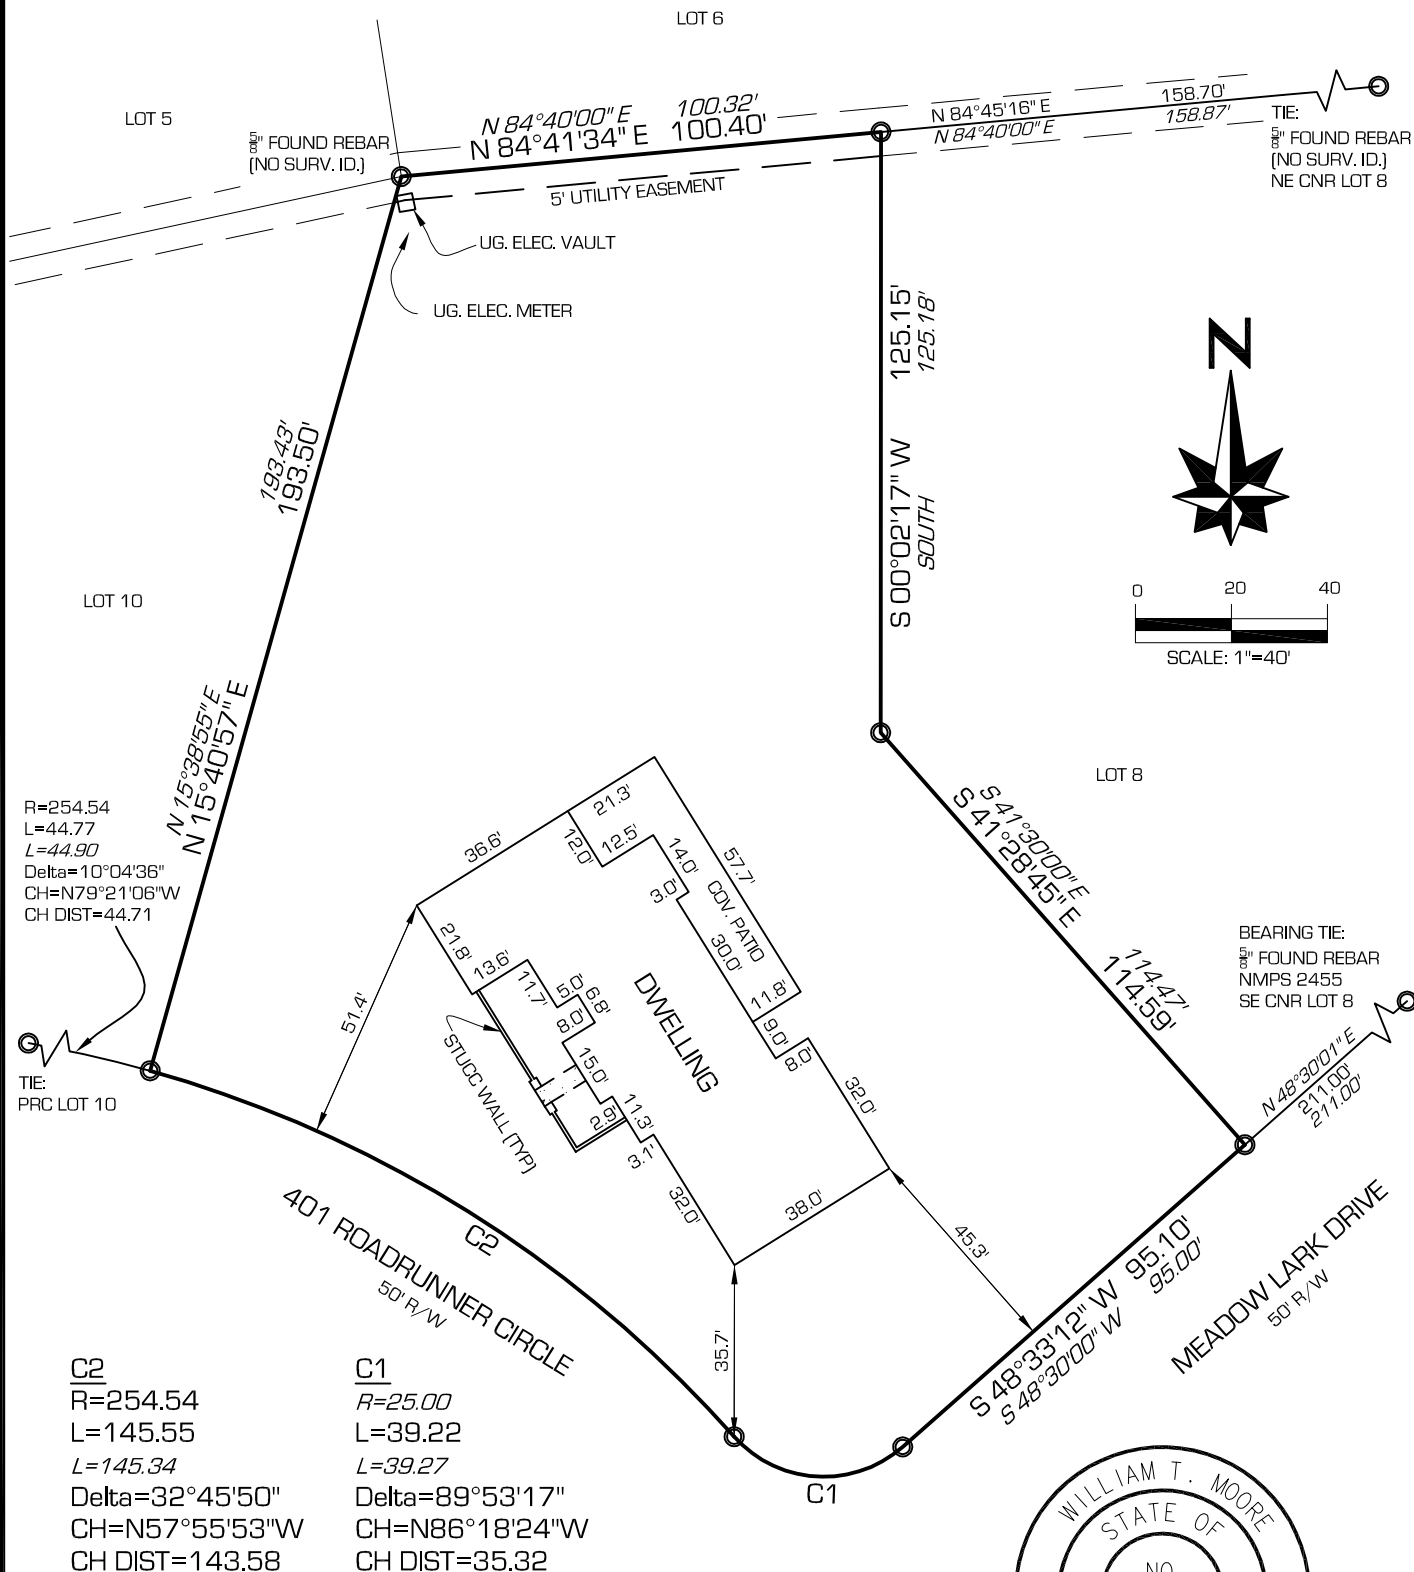 LOT 6
LOT 5
5/8" FOUND REBAR
(NO SURV. ID.)
N 84°40'00" E 100.32'
N 84°41'34" E 100.40'
N 84°45'16" E 158.70'
N 84°40'00" E 158.87'
TIE:
5/8" FOUND REBAR
(NO SURV. ID.)
NE CNR LOT 8
5' UTILITY EASEMENT
UG. ELEC. VAULT
UG. ELEC. METER
125.15'
125.18'
S 00°02'17" W
SOUTH
N
193.43'
193.50'
N 15°38'55" E
N 15°40'57" E
LOT 10
0 20 40
SCALE: 1"=40'
LOT 8
S 41°30'00" E
S 41°28'45" E
114.47'
114.59'
R=254.54
L=44.77
L=44.90
Delta=10°04'36"
CH=N79°21'06"W
CH DIST=44.71
TIE:
PRC LOT 10
BEARING TIE:
5/8" FOUND REBAR
NMPS 2455
SE CNR LOT 8
N 48°30'01" E
211.00'
211.00'
36.6'
21.3'
12.0'
12.5'
14.0'
3.0'
57.7'
COV. PATIO
30.0'
11.8'
9.0'
8.0'
32.0'
21.8'
13.6'
11.7'
5.0'
6.8'
8.0'
15.0'
DWELLING
STUCC WALL (TYP)
2.9'
11.3'
3.1'
32.0'
38.0'
51.4'
45.3'
35.7'
C2
401 ROADRUNNER CIRCLE
50' R/W
S 48°33'12" W 95.10'
S 48°30'00" W 95.00'
MEADOW LARK DRIVE
50' R/W
C1
C2
R=254.54
L=145.55
L=145.34
Delta=32°45'50"
CH=N57°55'53"W
CH DIST=143.58
C1
R=25.00
L=39.22
L=39.27
Delta=89°53'17"
CH=N86°18'24"W
CH DIST=35.32
WILLIAM T. MOORE
STATE OF
NO